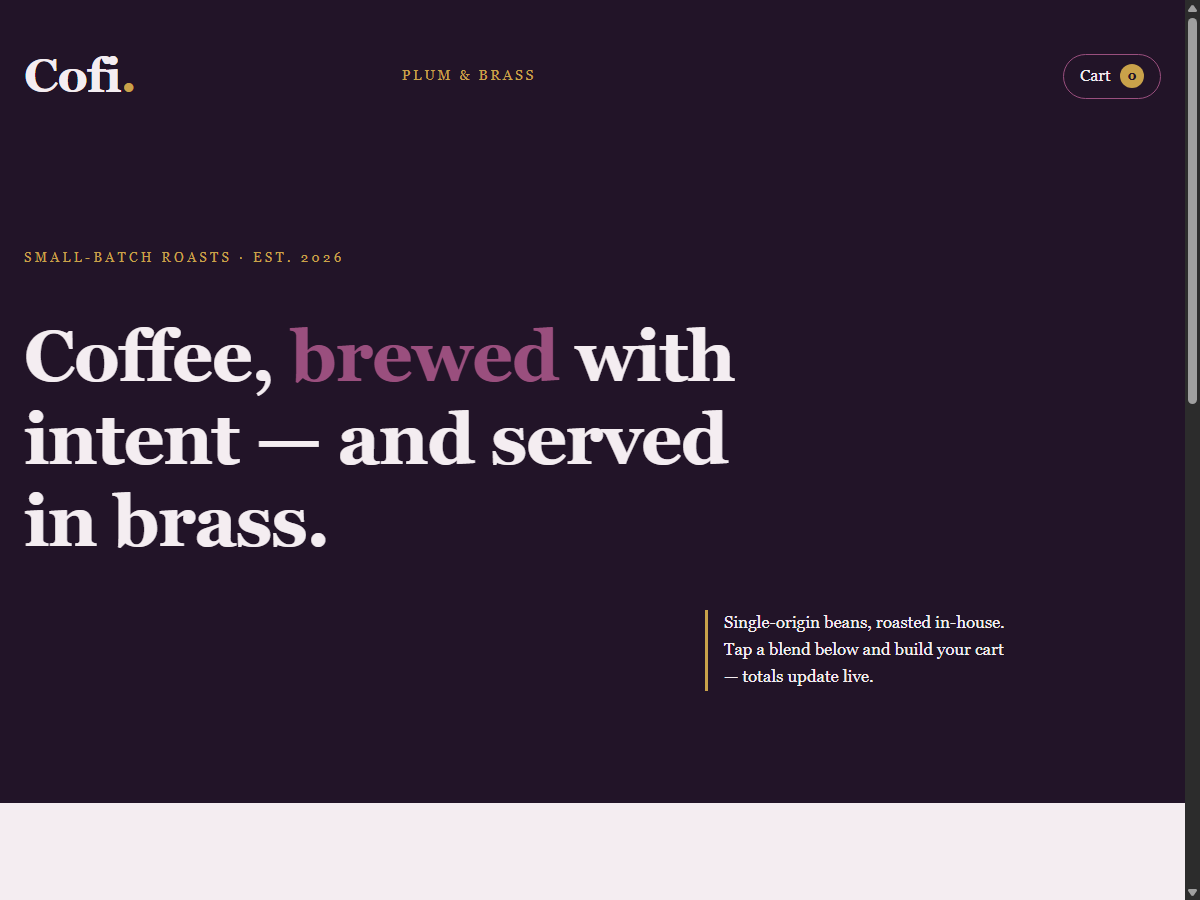 Cofi.
PLUM & BRASS
Cart 0
SMALL-BATCH ROASTS · EST. 2026
Coffee, brewed with
intent — and served
in brass.
Single-origin beans, roasted in-house.
Tap a blend below and build your cart
— totals update live.